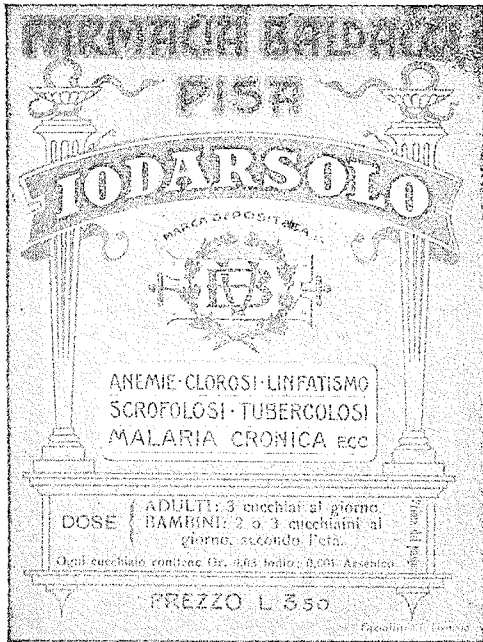 FARMACIA BALDACCI
PISA
IODARSOLO
MARCA DEPOSITATA
ANEMIE·CLOROSI·LINFATISMO
SCROFOLOSI·TUBERCOLOSI
MALARIA CRONICA ECC
DOSE
ADULTI: 3 cucchiai al giorno.
BAMBINI: 2 o 3 cucchiaini al
giorno, secondo l'età.
Ogni cucchiaio contiene Gr. 0,03 Iodio; 0,001 Arsenico
PREZZO L 3.50